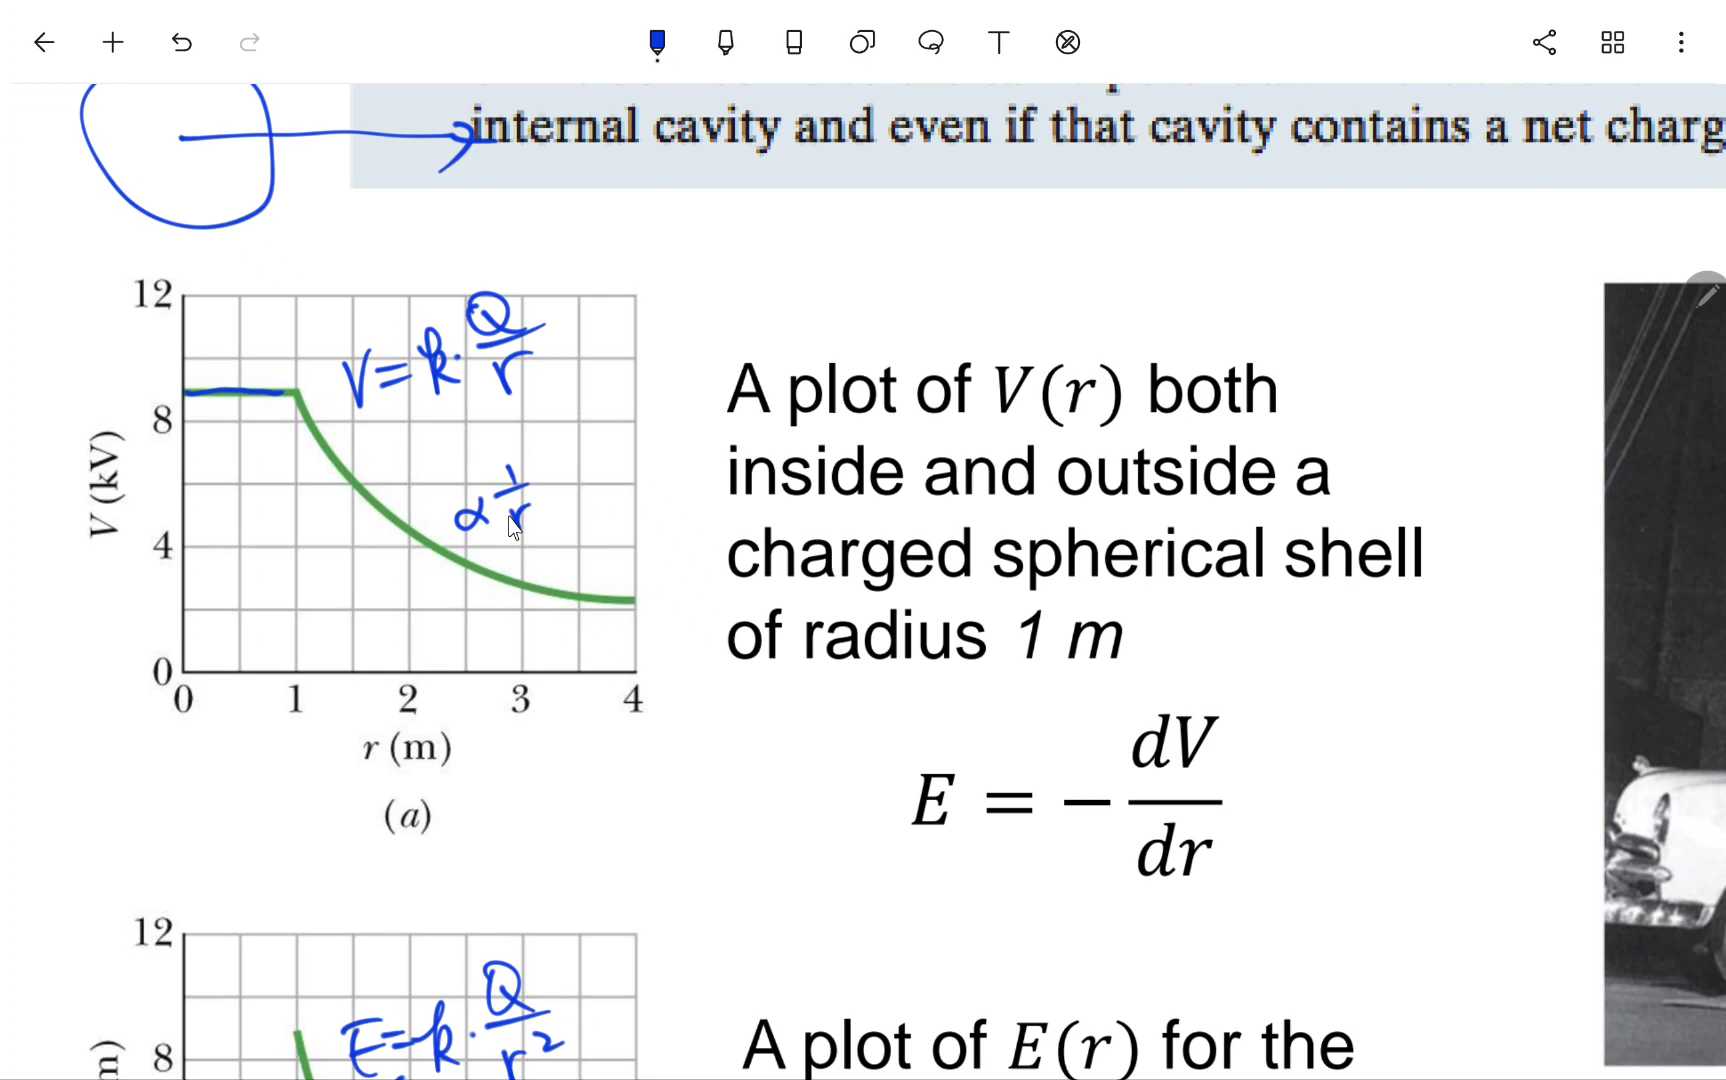 internal cavity and even if that cavity contains a net charg
12
8
4
0
V (kV)
0 1 2 3 4
r (m)
(a)
V = k · Q/r
α 1/r
A plot of V(r) both
inside and outside a
charged spherical shell
of radius 1 m
E = − dV/dr
12
8
m)
E = k · Q/r²
A plot of E(r) for the